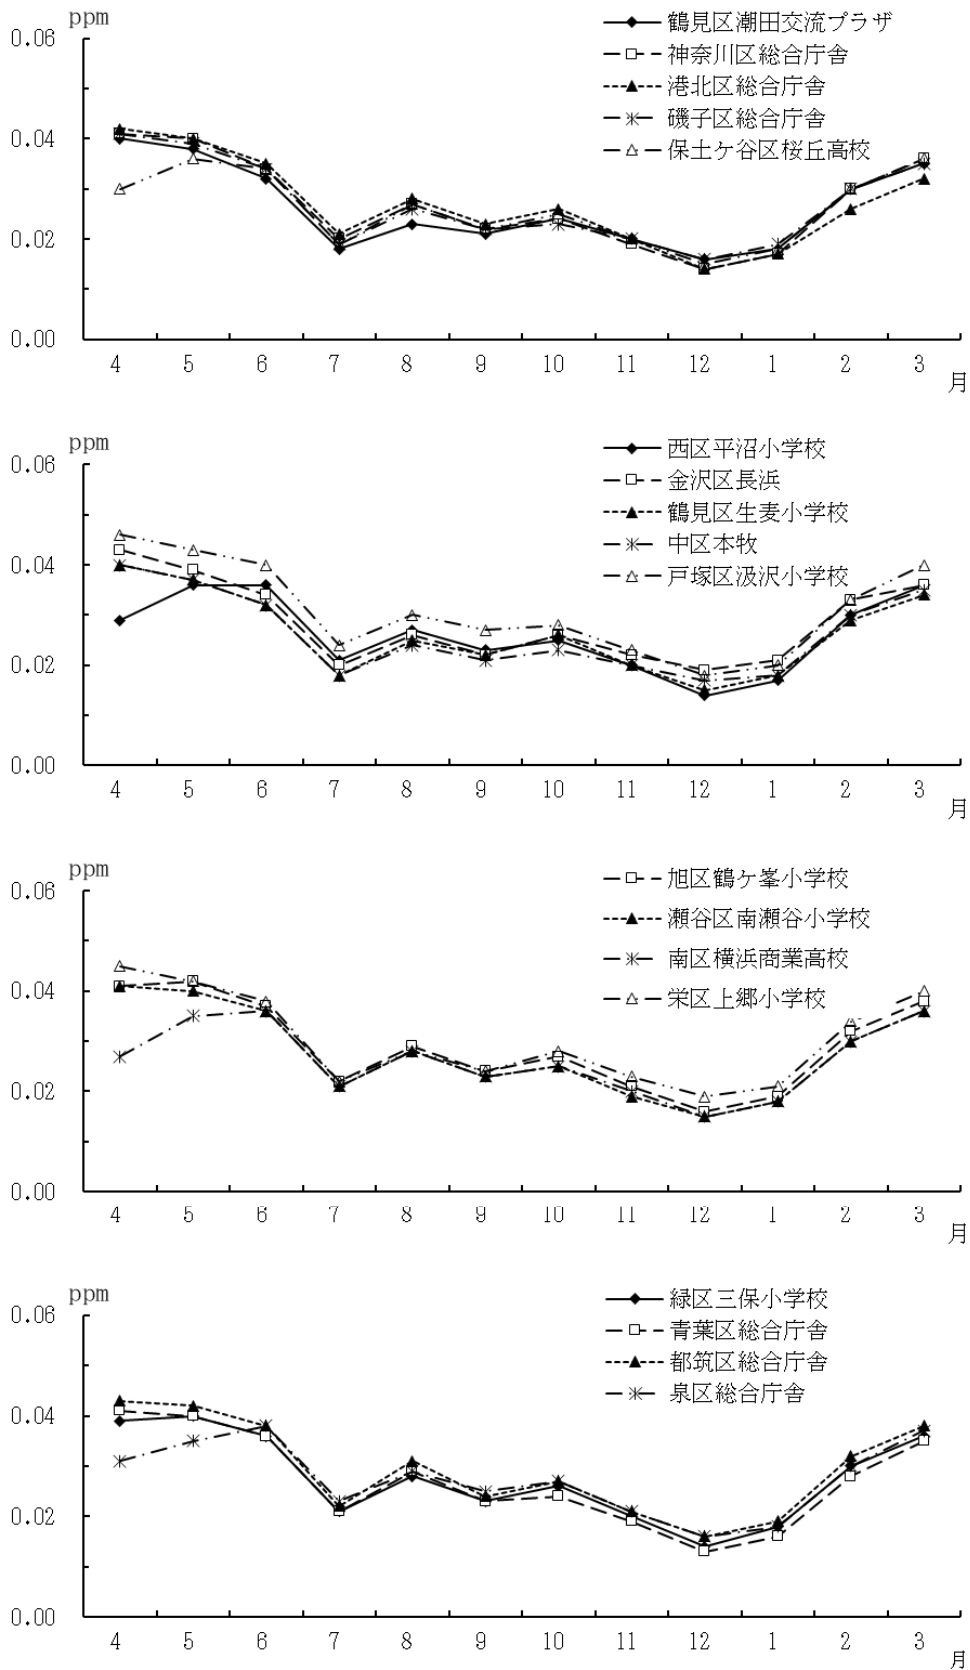 ppm
0.06
0.04
0.02
0.00
鶴見区潮田交流プラザ
神奈川区総合庁舎
港北区総合庁舎
磯子区総合庁舎
保土ケ谷区桜丘高校
4 5 6 7 8 9 10 11 12 1 2 3
月
ppm
0.06
0.04
0.02
0.00
西区平沼小学校
金沢区長浜
鶴見区生麦小学校
中区本牧
戸塚区汲沢小学校
4 5 6 7 8 9 10 11 12 1 2 3
月
ppm
0.06
0.04
0.02
0.00
旭区鶴ケ峯小学校
瀬谷区南瀬谷小学校
南区横浜商業高校
栄区上郷小学校
4 5 6 7 8 9 10 11 12 1 2 3
月
ppm
0.06
0.04
0.02
0.00
緑区三保小学校
青葉区総合庁舎
都筑区総合庁舎
泉区総合庁舎
4 5 6 7 8 9 10 11 12 1 2 3
月